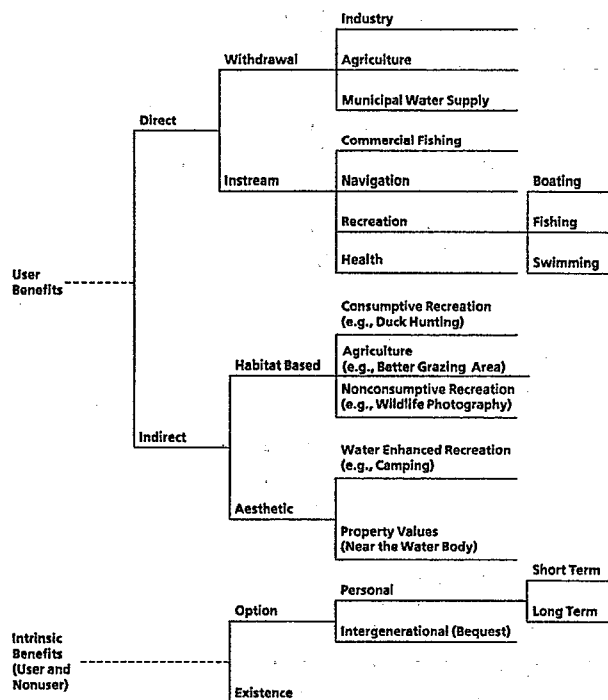 Industry
Withdrawal
Agriculture
Municipal Water Supply
Direct
Commercial Fishing
Instream
Navigation
Boating
Recreation
Fishing
Health
Swimming
User
Benefits
Consumptive Recreation
(e.g., Duck Hunting)
Habitat Based
Agriculture
(e.g., Better Grazing Area)
Nonconsumptive Recreation
(e.g., Wildlife Photography)
Indirect
Water Enhanced Recreation
(e.g., Camping)
Aesthetic
Property Values
(Near the Water Body)
Short Term
Personal
Option
Long Term
Intergenerational (Bequest)
Intrinsic
Benefits
(User and
Nonuser)
Existence